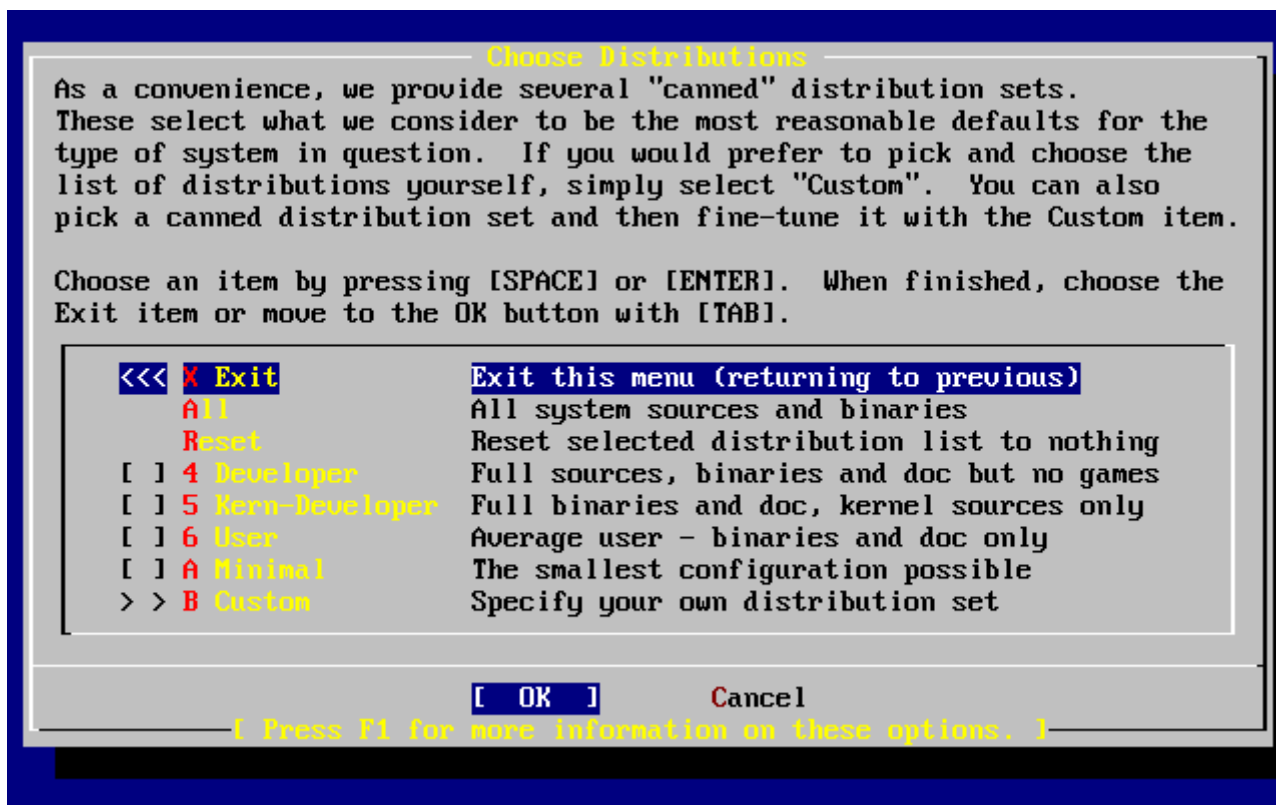 Choose Distributions
As a convenience, we provide several "canned" distribution sets.
These select what we consider to be the most reasonable defaults for the
type of system in question.  If you would prefer to pick and choose the
list of distributions yourself, simply select "Custom".  You can also
pick a canned distribution set and then fine-tune it with the Custom item.
Choose an item by pressing [SPACE] or [ENTER].  When finished, choose the
Exit item or move to the OK button with [TAB].
<<< X Exit Exit this menu (returning to previous)
All All system sources and binaries
Reset Reset selected distribution list to nothing
[ ] 4 Developer Full sources, binaries and doc but no games
[ ] 5 Kern-Developer Full binaries and doc, kernel sources only
[ ] 6 User Average user - binaries and doc only
[ ] A Minimal The smallest configuration possible
> > B Custom Specify your own distribution set
[ OK ] Cancel
[ Press F1 for more information on these options. ]